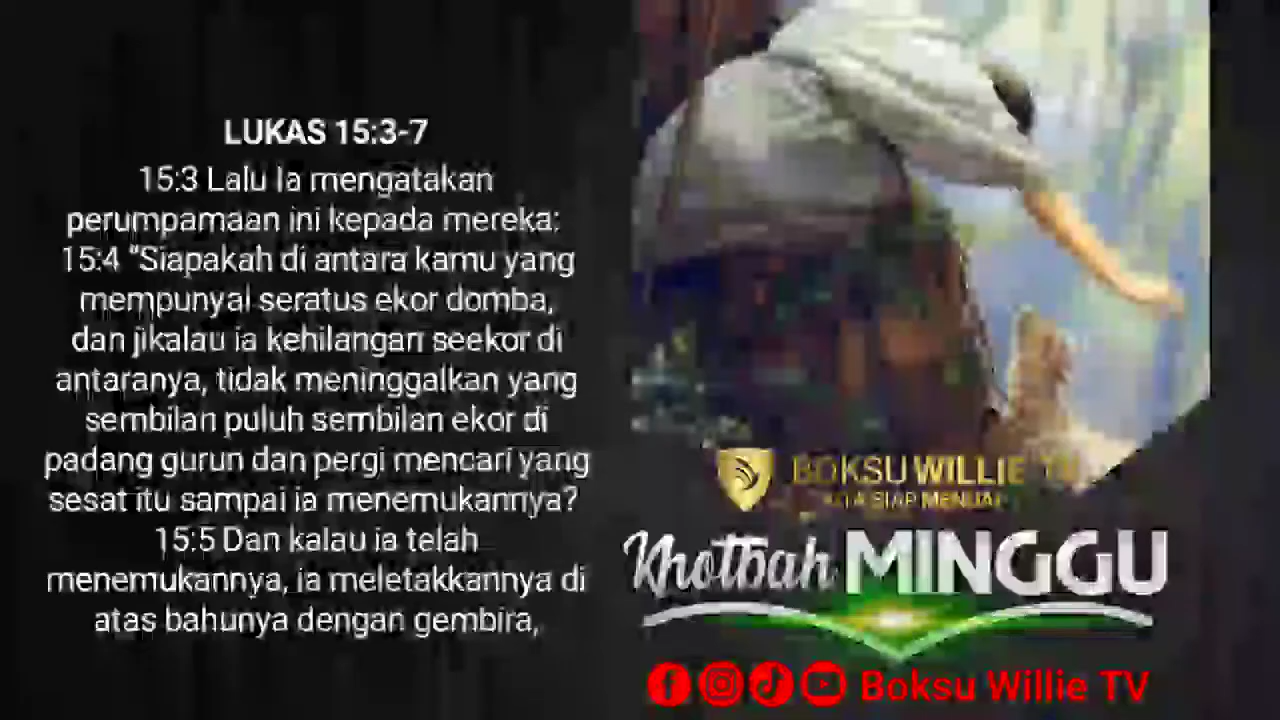 LUKAS 15:3-7
15:3 Lalu Ia mengatakan
perumpamaan ini kepada mereka:
15:4 "Siapakah di antara kamu yang
mempunyai seratus ekor domba,
dan jikalau ia kehilangan seekor di
antaranya, tidak meninggalkan yang
sembilan puluh sembilan ekor di
padang gurun dan pergi mencari yang
sesat itu sampai ia menemukannya?
15:5 Dan kalau ia telah
menemukannya, ia meletakkannya di
atas bahunya dengan gembira,
BOKSU WILLIE TV
SIAP
Khotbah MINGGU
Boksu Willie TV